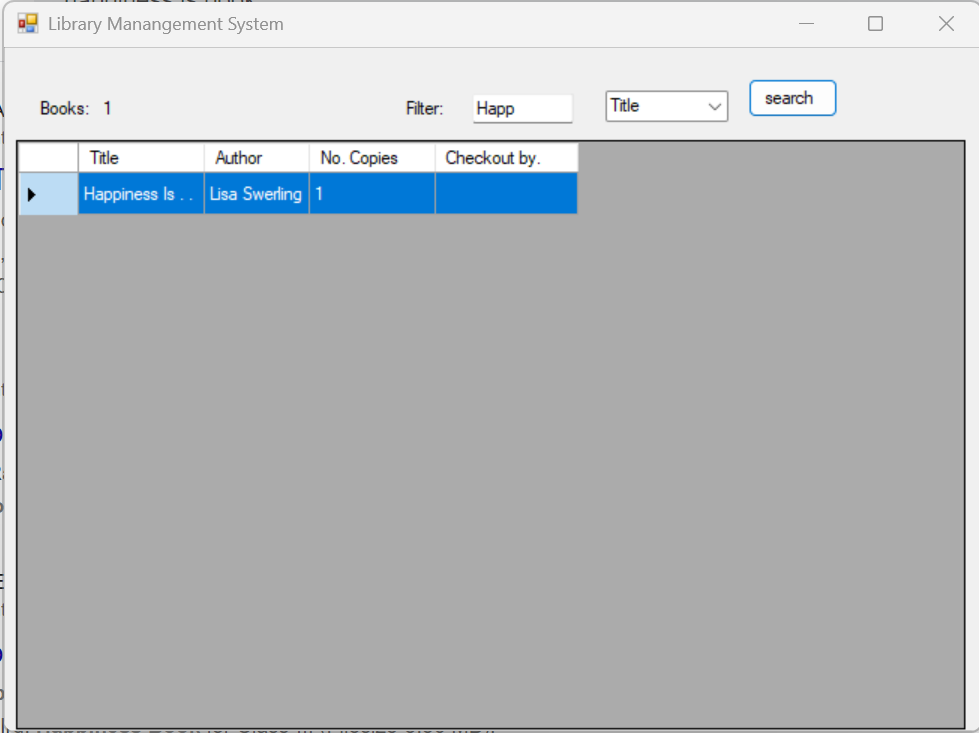 Library Manangement System
Books: 1 Filter: Happ Title search
Title Author No. Copies Checkout by.
Happiness Is . . Lisa Swerling 1